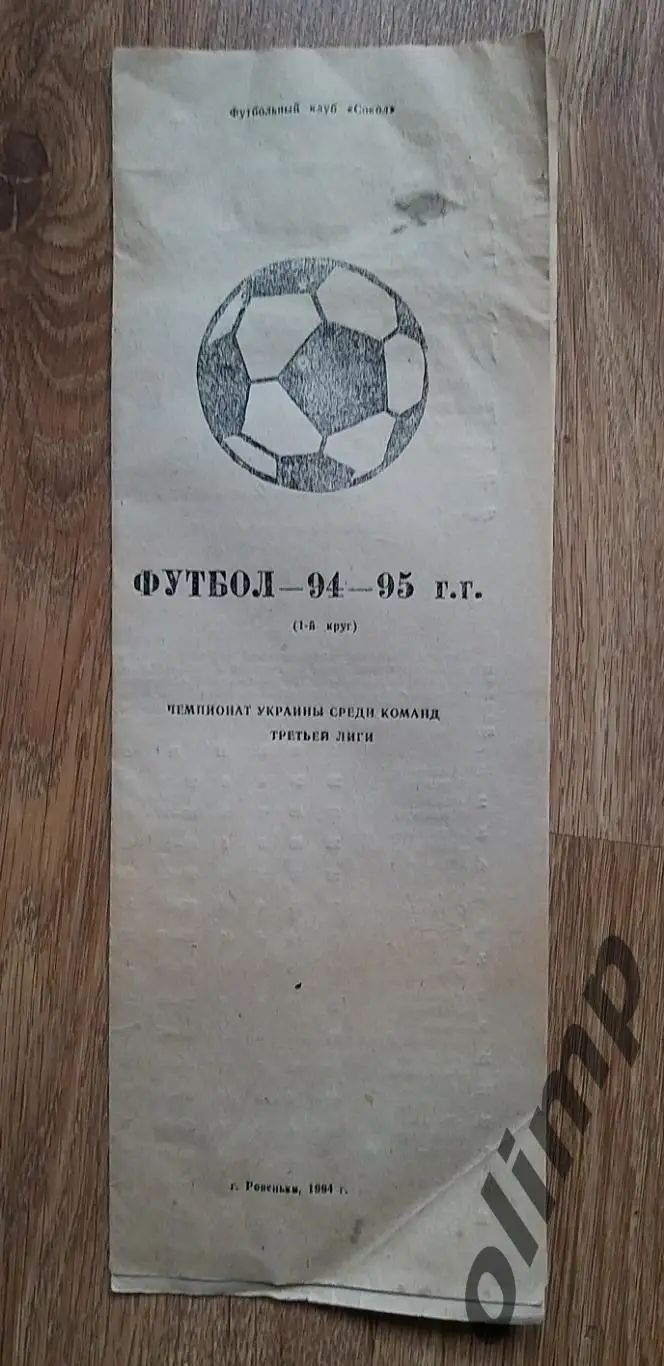 Футбольный клуб «Сокол»
ФУТБОЛ—94—95 г.г.
(1-й круг)
ЧЕМПИОНАТ УКРАИНЫ СРЕДИ КОМАНД
ТРЕТЬЕЙ ЛИГИ
г. Ровеньки, 1994 г.
olimp